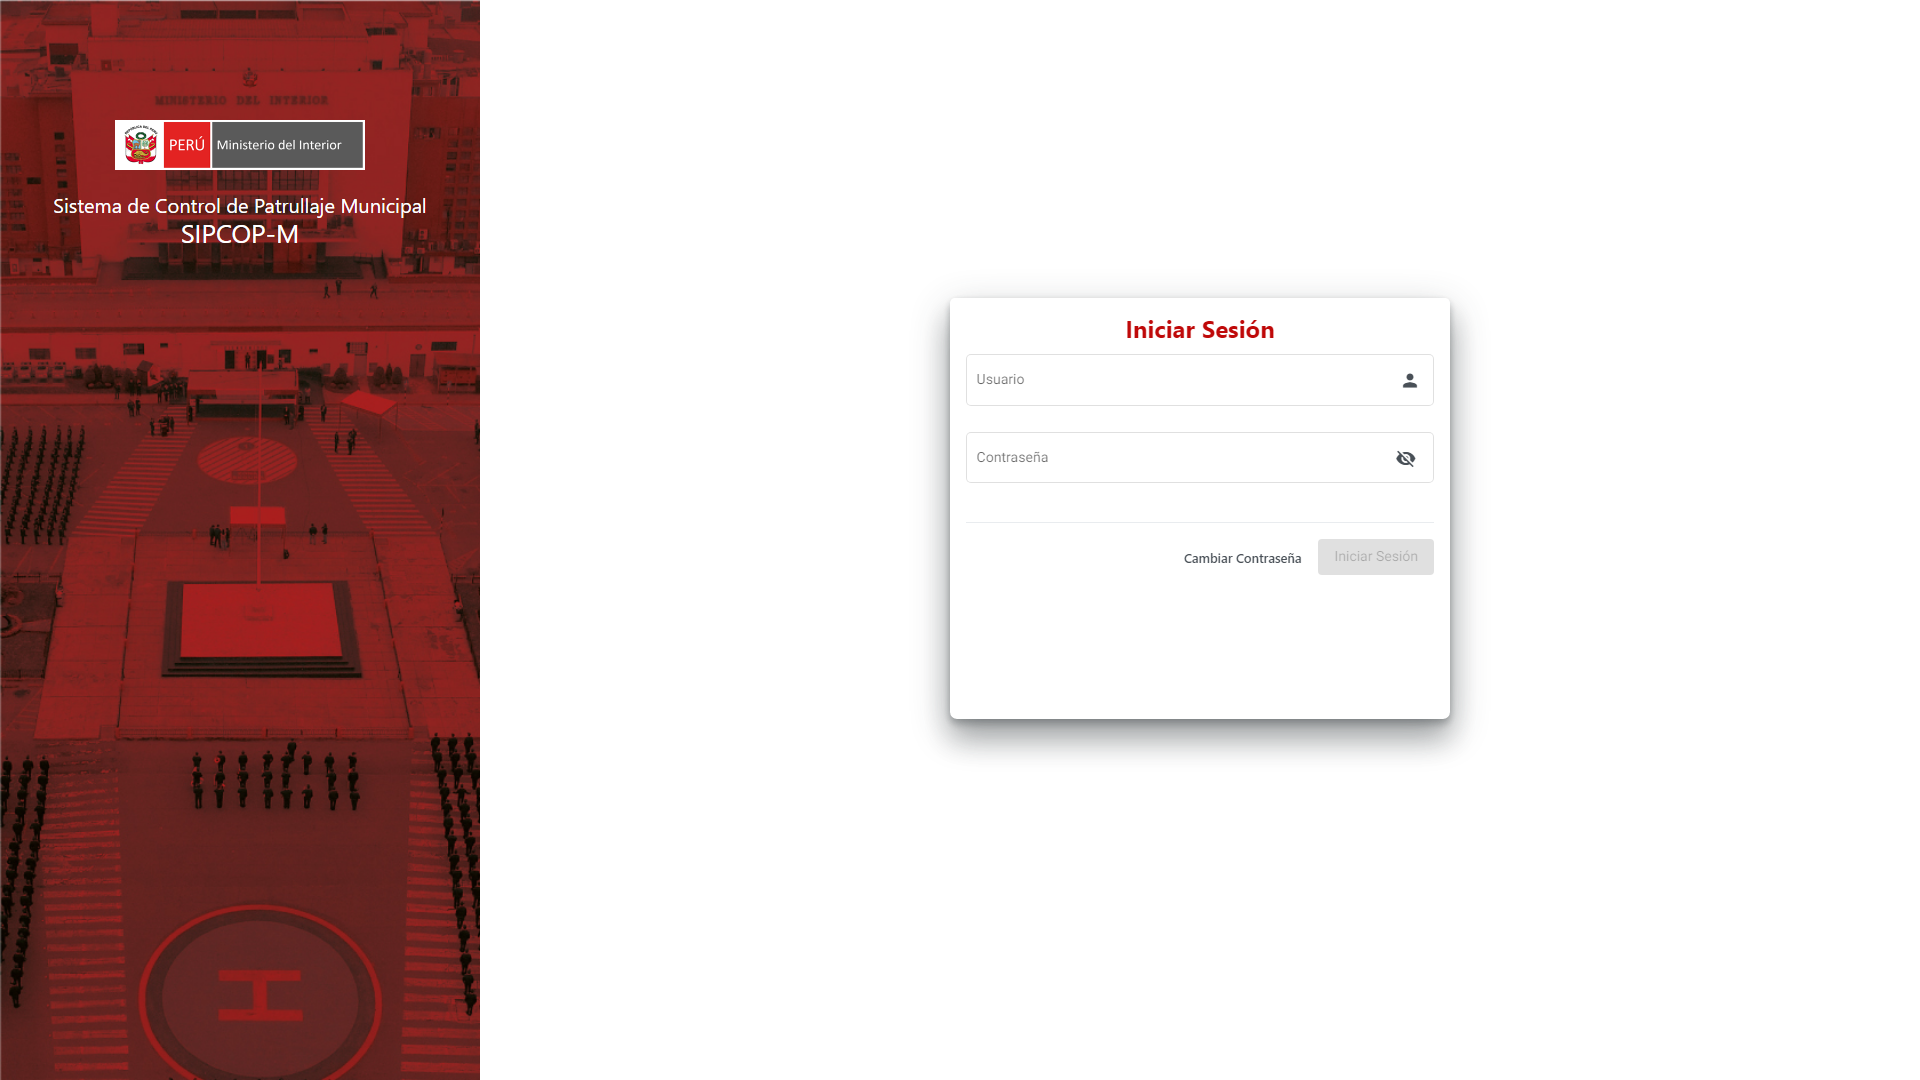 MINISTERIO DEL INTERIOR
PERÚ
Ministerio del Interior
Sistema de Control de Patrullaje Municipal
SIPCOP-M
Iniciar Sesión
Usuario
Contraseña
Cambiar Contraseña
Iniciar Sesión
H